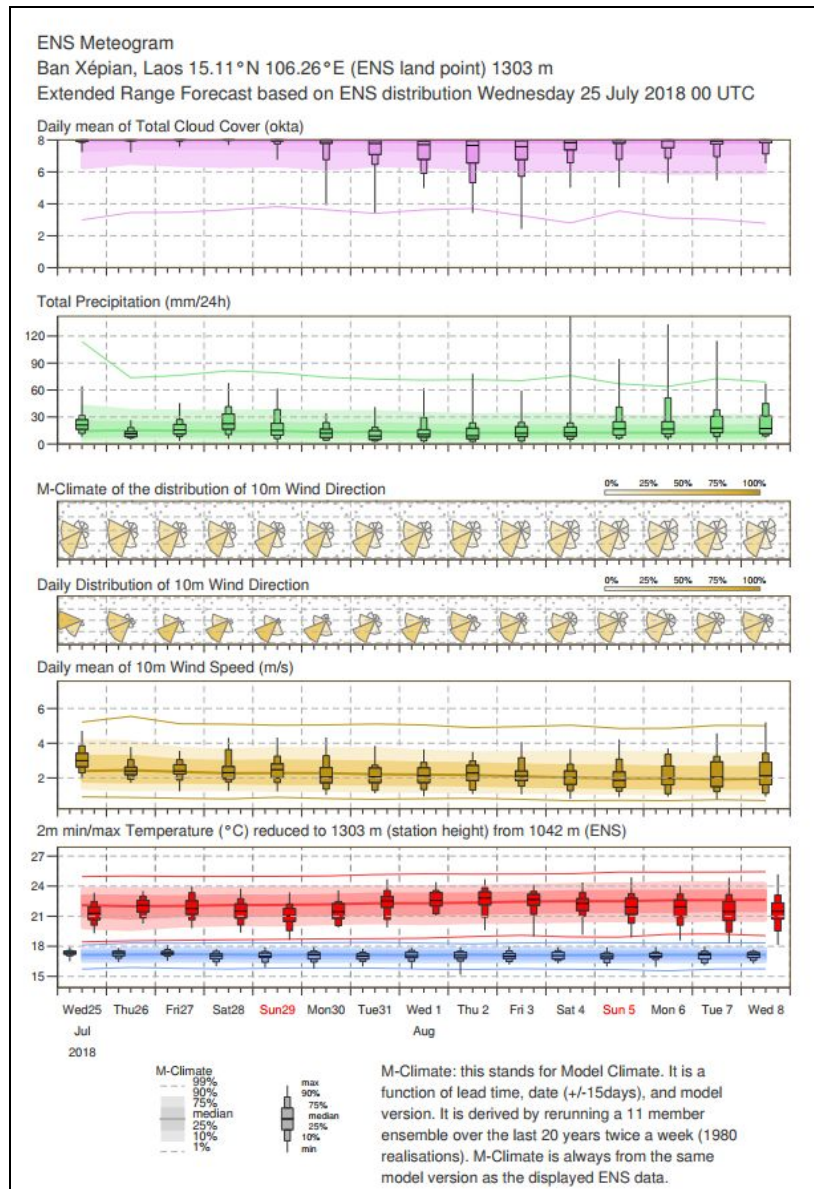 ENS Meteogram
Ban Xépian, Laos 15.11°N 106.26°E (ENS land point) 1303 m
Extended Range Forecast based on ENS distribution Wednesday 25 July 2018 00 UTC
Daily mean of Total Cloud Cover (okta)
8
6
4
2
0
Total Precipitation (mm/24h)
120
90
60
30
0
M-Climate of the distribution of 10m Wind Direction
0% 25% 50% 75% 100%
Daily Distribution of 10m Wind Direction
0% 25% 50% 75% 100%
Daily mean of 10m Wind Speed (m/s)
6
4
2
2m min/max Temperature (°C) reduced to 1303 m (station height) from 1042 m (ENS)
27
24
21
18
15
Wed25 Thu26 Fri27 Sat28 Sun29 Mon30 Tue31 Wed 1 Thu 2 Fri 3 Sat 4 Sun 5 Mon 6 Tue 7 Wed 8
Jul Aug
2018
M-Climate
99%
90%
75%
median
25%
10%
1%
max
90%
75%
median
25%
10%
min
M-Climate: this stands for Model Climate. It is a
function of lead time, date (+/-15days), and model
version. It is derived by rerunning a 11 member
ensemble over the last 20 years twice a week (1980
realisations). M-Climate is always from the same
model version as the displayed ENS data.